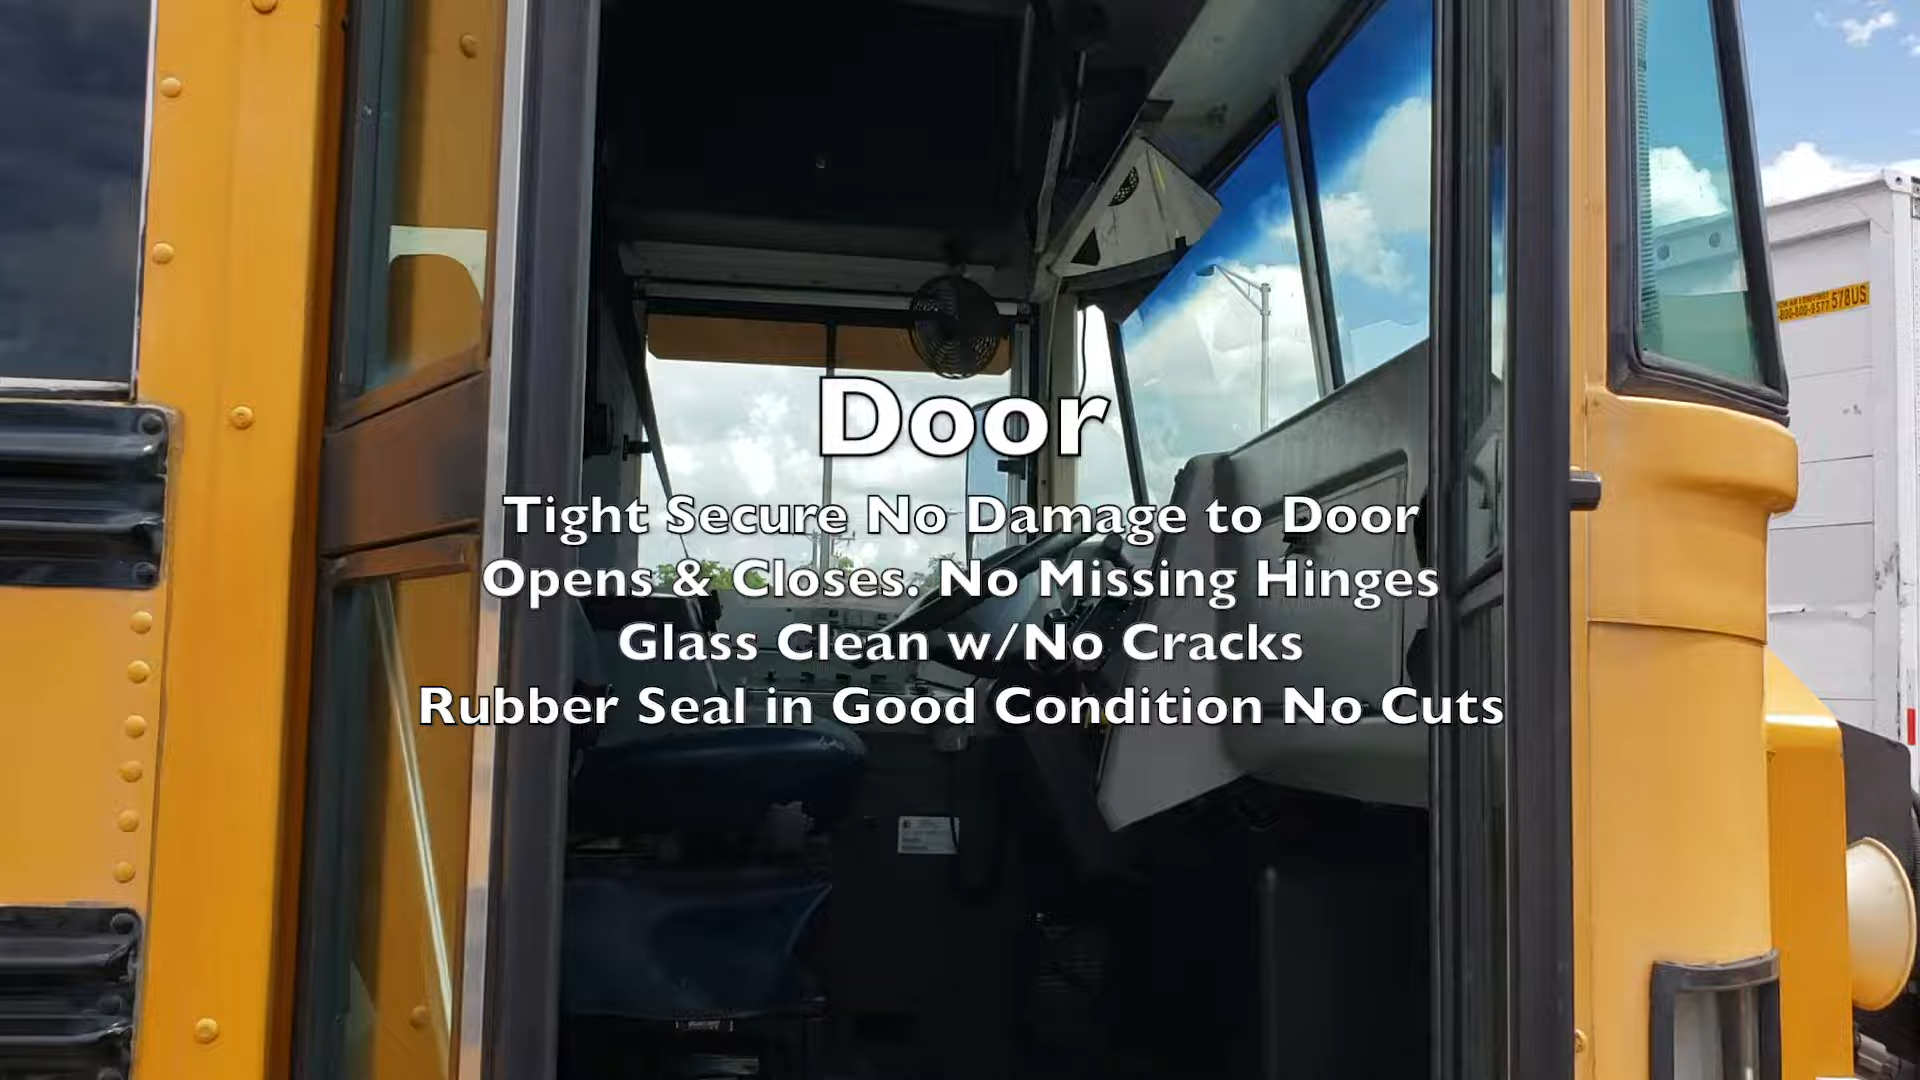 Door
Tight Secure No Damage to Door
Opens & Closes. No Missing Hinges
Glass Clean w/No Cracks
Rubber Seal in Good Condition No Cuts
578US